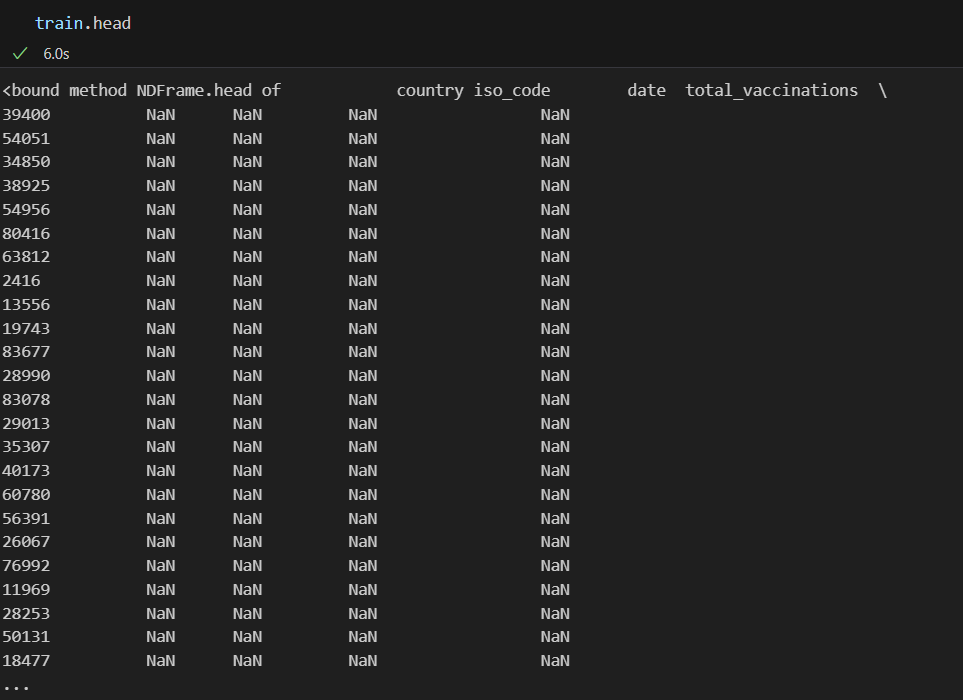 train.head
✓ 6.0s
<bound method NDFrame.head of            country iso_code        date  total_vaccinations  \
39400          NaN      NaN         NaN                 NaN
54051          NaN      NaN         NaN                 NaN
34850          NaN      NaN         NaN                 NaN
38925          NaN      NaN         NaN                 NaN
54956          NaN      NaN         NaN                 NaN
80416          NaN      NaN         NaN                 NaN
63812          NaN      NaN         NaN                 NaN
2416           NaN      NaN         NaN                 NaN
13556          NaN      NaN         NaN                 NaN
19743          NaN      NaN         NaN                 NaN
83677          NaN      NaN         NaN                 NaN
28990          NaN      NaN         NaN                 NaN
83078          NaN      NaN         NaN                 NaN
29013          NaN      NaN         NaN                 NaN
35307          NaN      NaN         NaN                 NaN
40173          NaN      NaN         NaN                 NaN
60780          NaN      NaN         NaN                 NaN
56391          NaN      NaN         NaN                 NaN
26067          NaN      NaN         NaN                 NaN
76992          NaN      NaN         NaN                 NaN
11969          NaN      NaN         NaN                 NaN
28253          NaN      NaN         NaN                 NaN
50131          NaN      NaN         NaN                 NaN
18477          NaN      NaN         NaN                 NaN
...